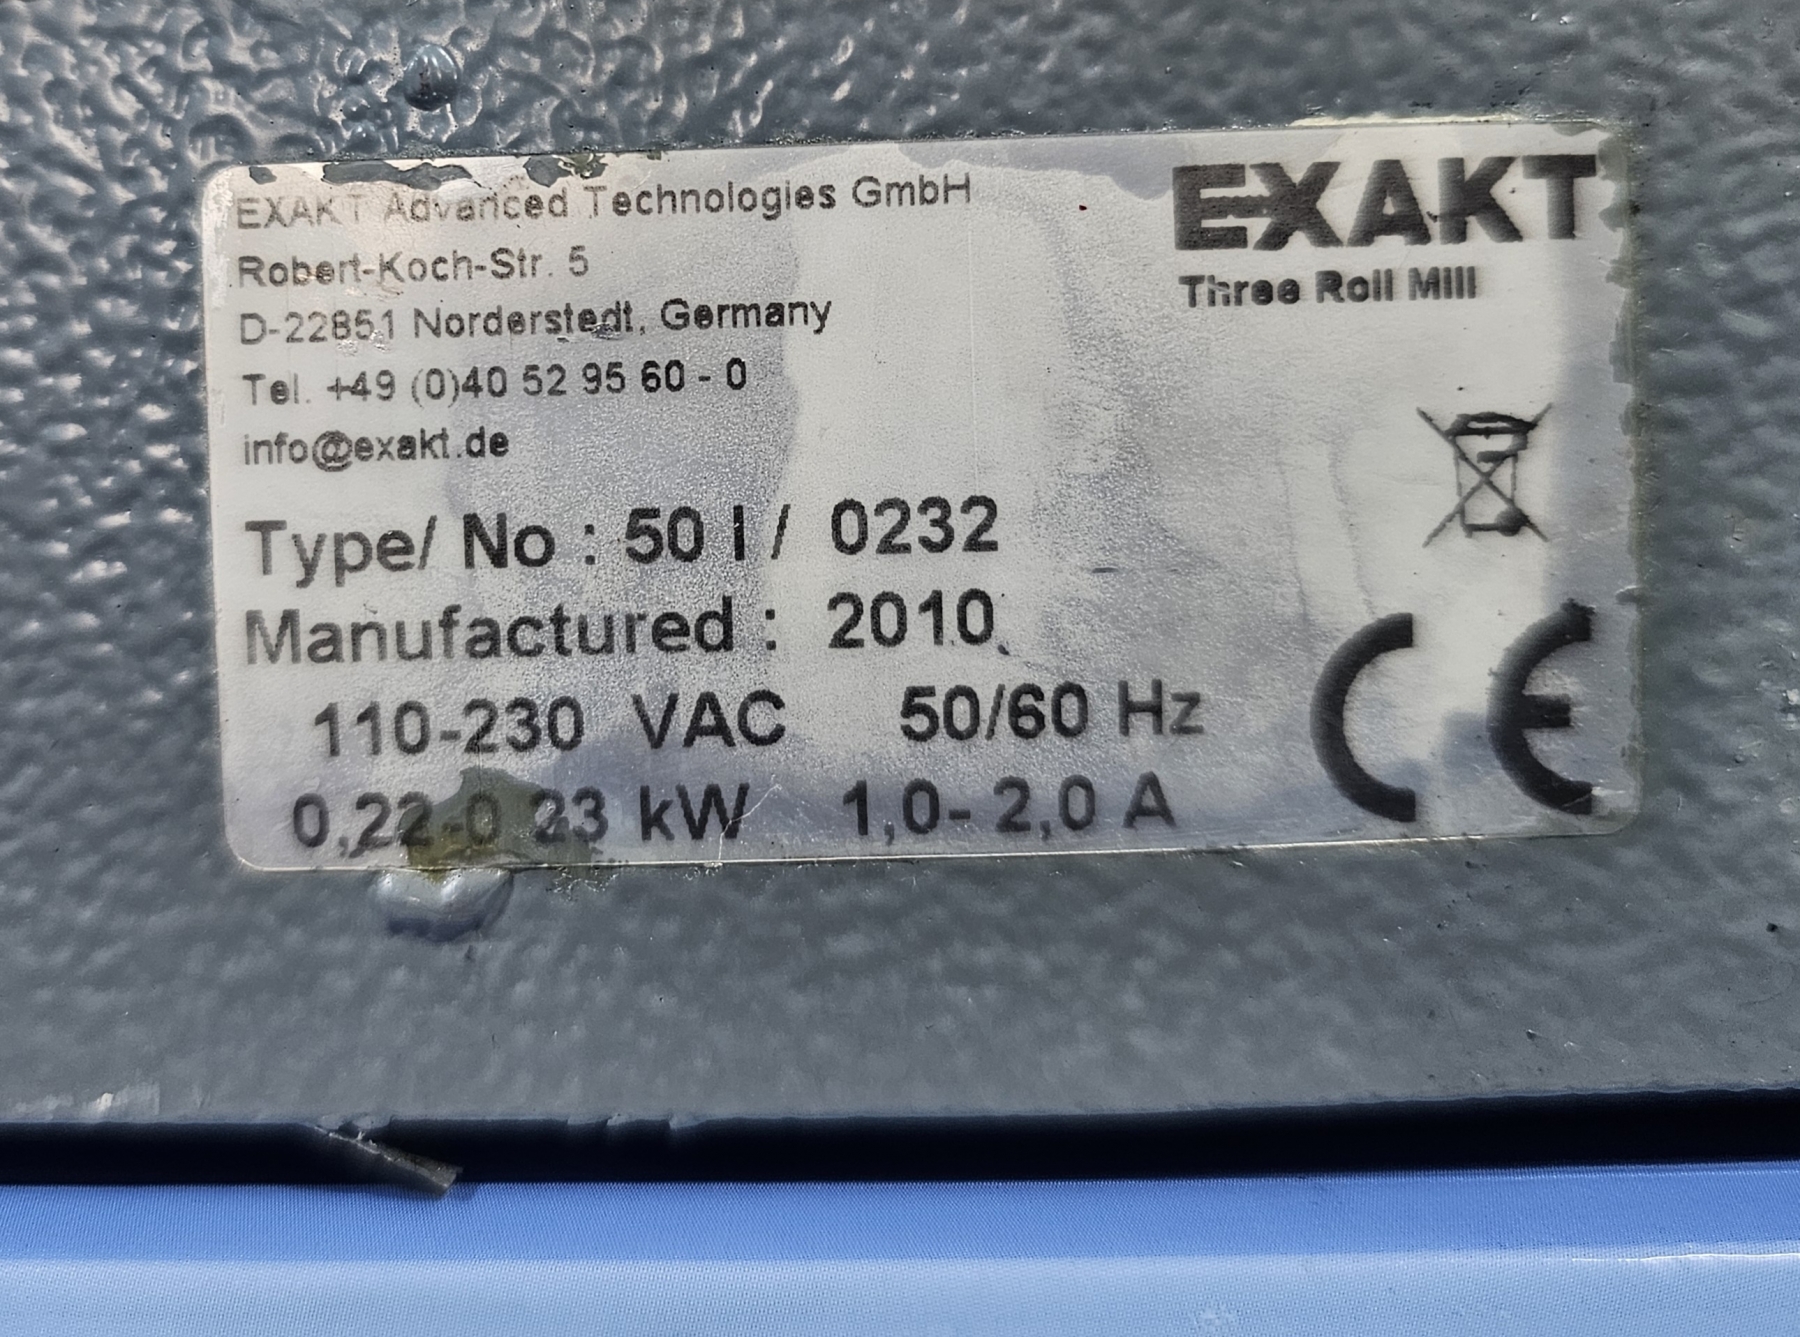 EXAKT Advanced Technologies GmbH
Robert-Koch-Str. 5
D-22851 Norderstedt, Germany
Tel. +49 (0)40 52 95 60 - 0
info@exakt.de
EXAKT
Three Roll Mill
Type/ No : 50 I / 0232
Manufactured : 2010
110-230 VAC 50/60 Hz
0,22-0 23 kW 1,0- 2,0 A
CE